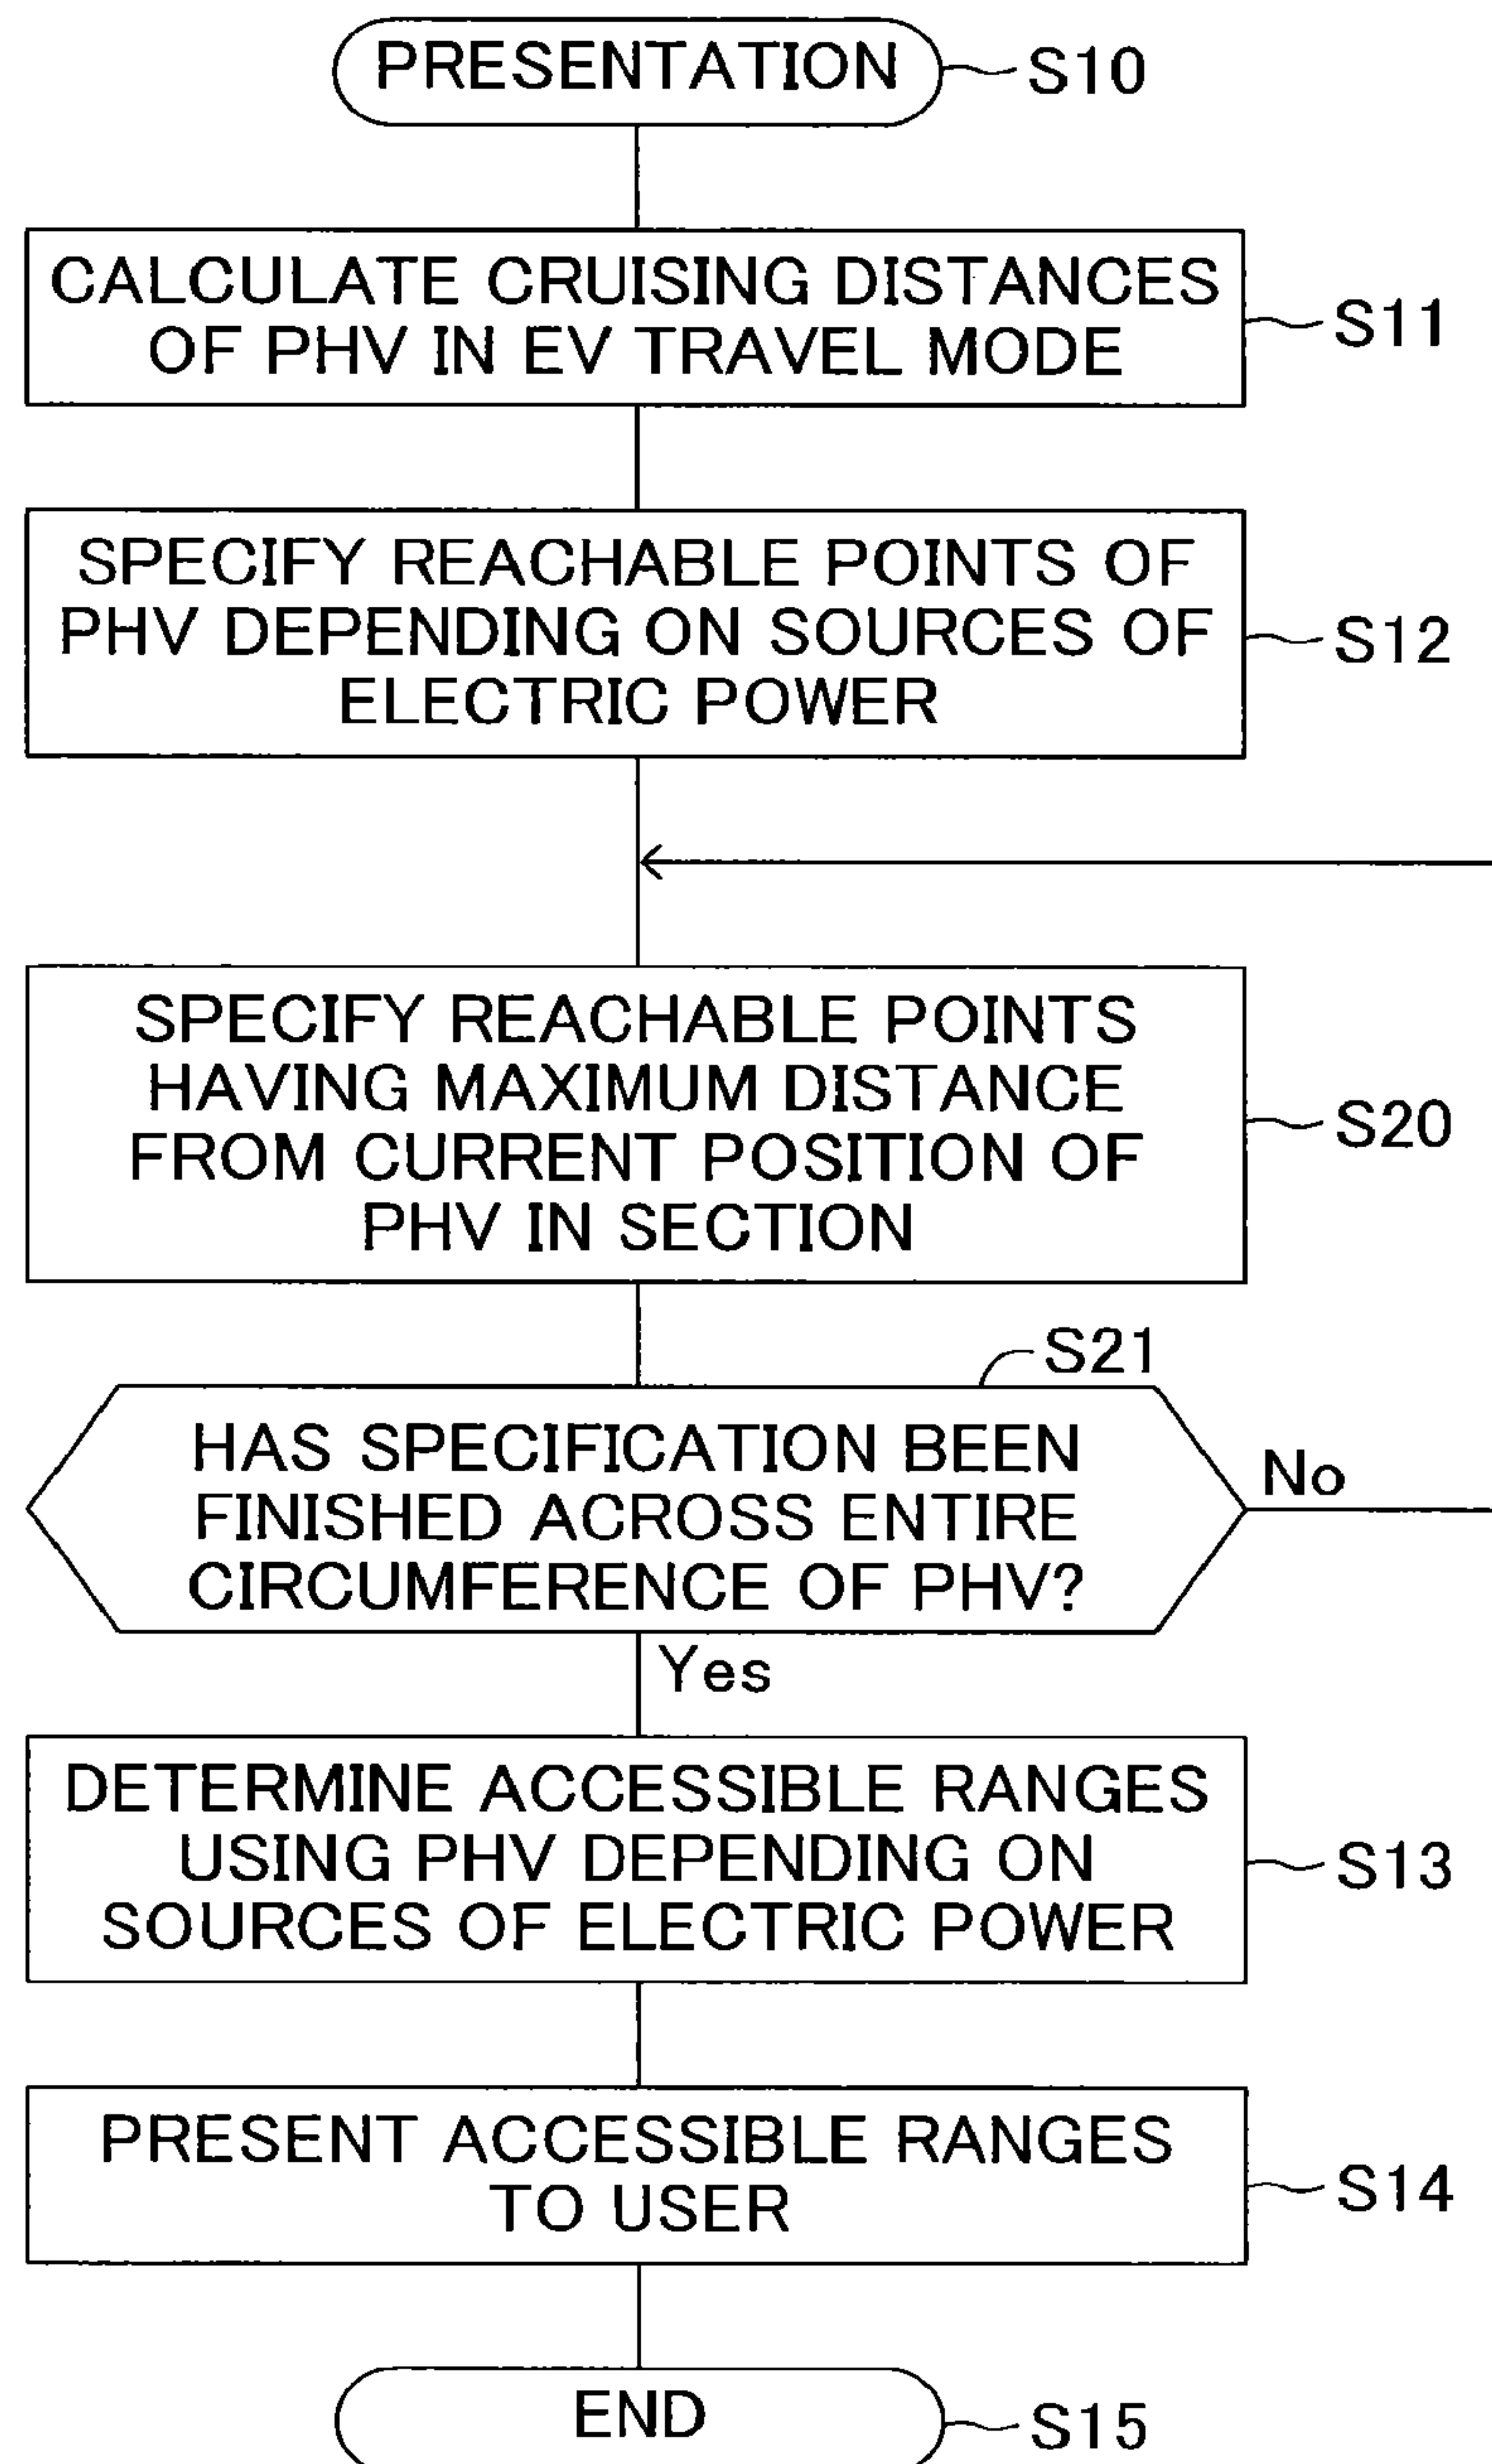 PRESENTATION
S10
CALCULATE CRUISING DISTANCES
OF PHV IN EV TRAVEL MODE
S11
SPECIFY REACHABLE POINTS OF
PHV DEPENDING ON SOURCES OF
ELECTRIC POWER
S12
SPECIFY REACHABLE POINTS
HAVING MAXIMUM DISTANCE
FROM CURRENT POSITION OF
PHV IN SECTION
S20
S21
HAS SPECIFICATION BEEN
FINISHED ACROSS ENTIRE
CIRCUMFERENCE OF PHV?
No
Yes
DETERMINE ACCESSIBLE RANGES
USING PHV DEPENDING ON
SOURCES OF ELECTRIC POWER
S13
PRESENT ACCESSIBLE RANGES
TO USER
S14
END
S15